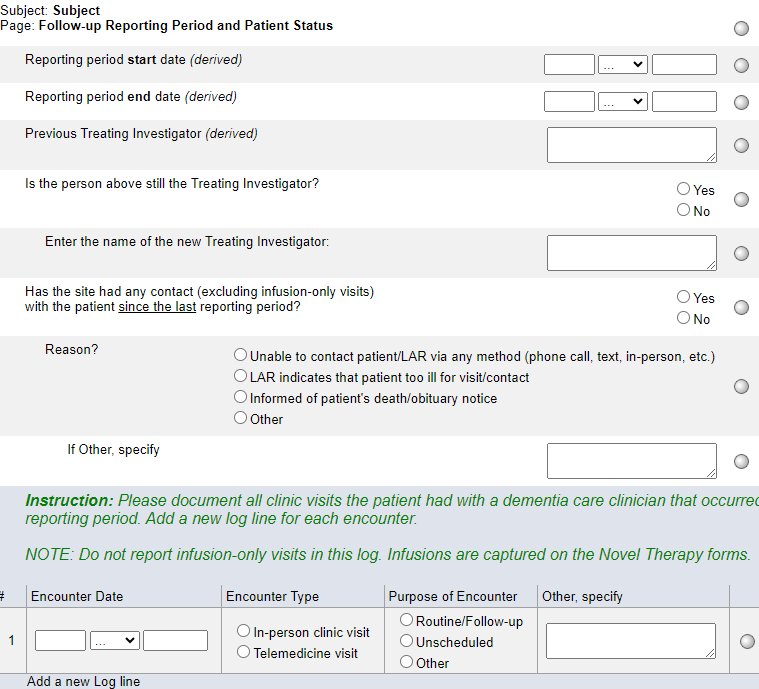 Subject: Subject
Page: Follow-up Reporting Period and Patient Status
Reporting period start date (derived)
...
Reporting period end date (derived)
...
Previous Treating Investigator (derived)
Is the person above still the Treating Investigator?
Yes
No
Enter the name of the new Treating Investigator:
Has the site had any contact (excluding infusion-only visits)
with the patient since the last reporting period?
Yes
No
Reason?
Unable to contact patient/LAR via any method (phone call, text, in-person, etc.)
LAR indicates that patient too ill for visit/contact
Informed of patient's death/obituary notice
Other
If Other, specify
Instruction: Please document all clinic visits the patient had with a dementia care clinician that occurred
reporting period. Add a new log line for each encounter.
NOTE: Do not report infusion-only visits in this log. Infusions are captured on the Novel Therapy forms.
# Encounter Date Encounter Type Purpose of Encounter Other, specify
1
...
In-person clinic visit
Telemedicine visit
Routine/Follow-up
Unscheduled
Other
Add a new Log line